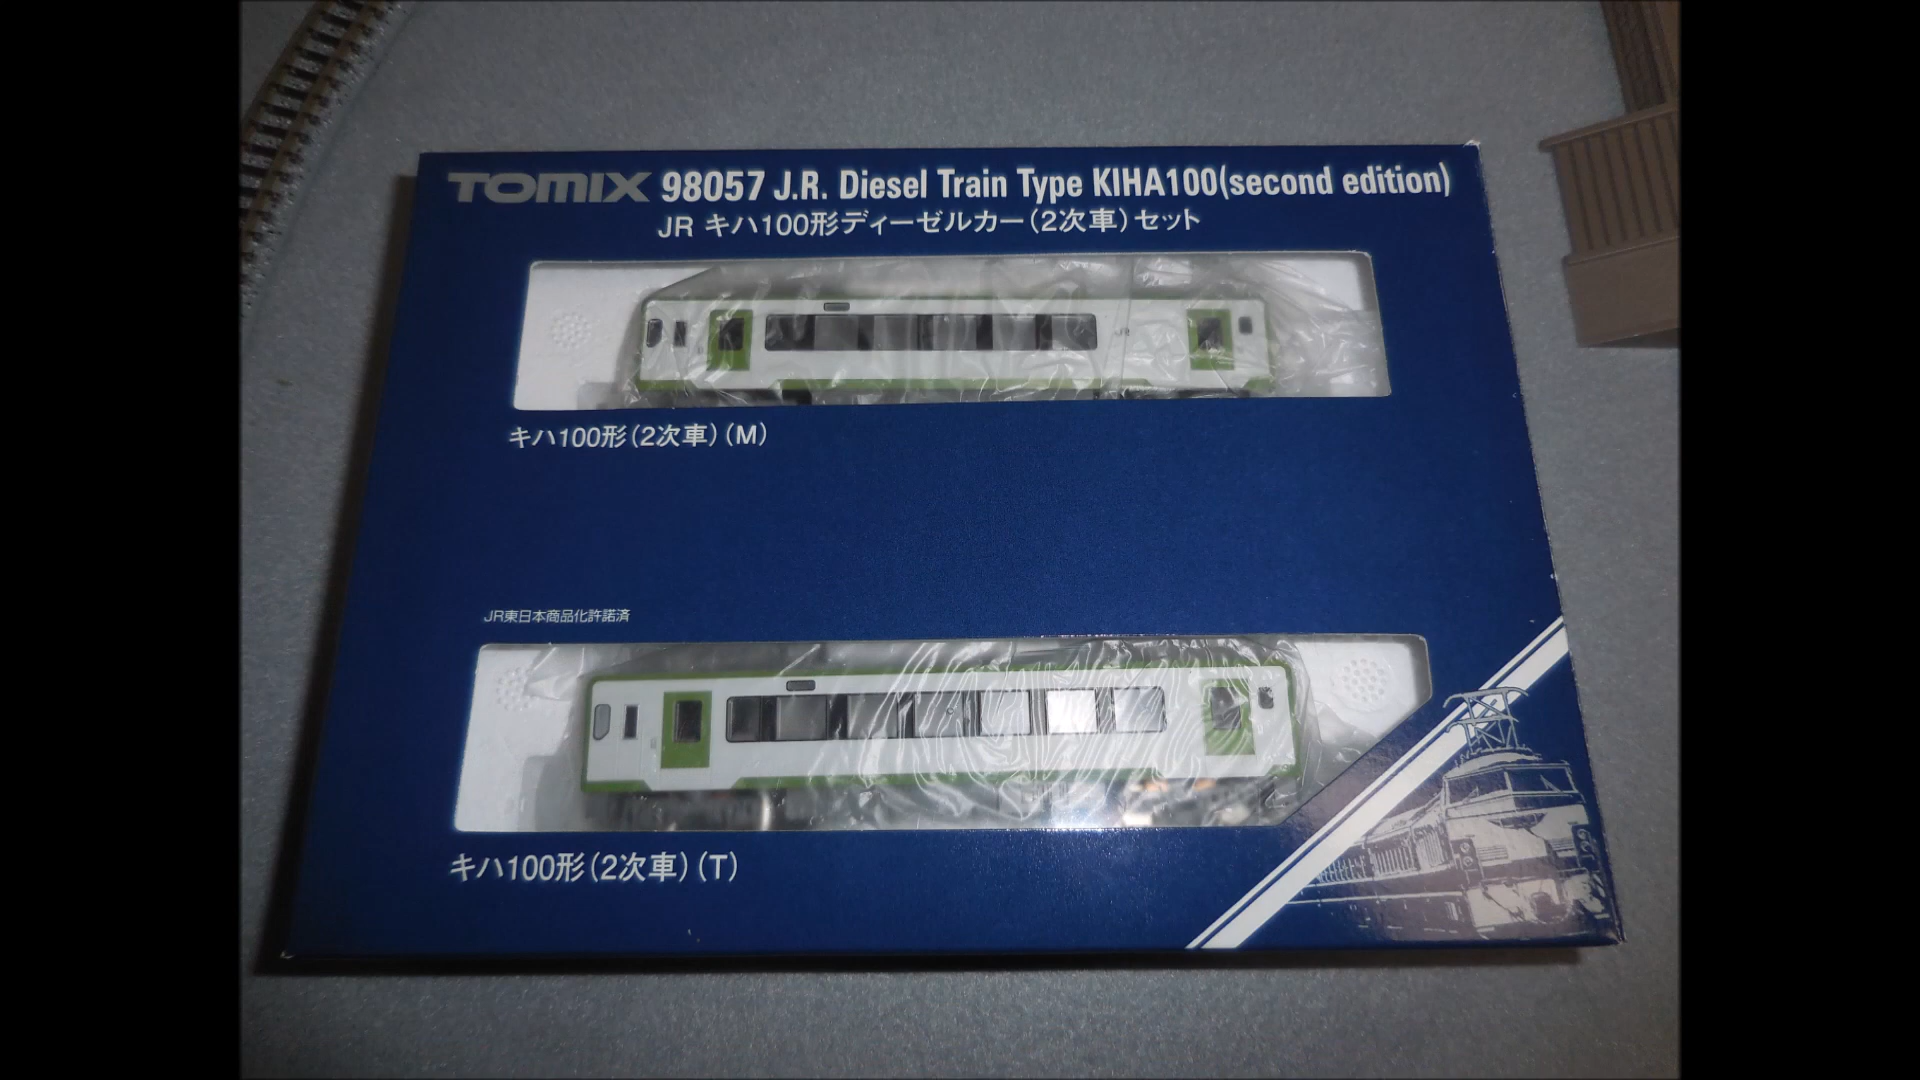 TOMIX 98057 J.R. Diesel Train Type KIHA100(second edition)
JR キハ100形ディーゼルカー(2次車)セット
JR
キハ100形(2次車)(M)
JR東日本商品化許諾済
キハ100形(2次車)(T)